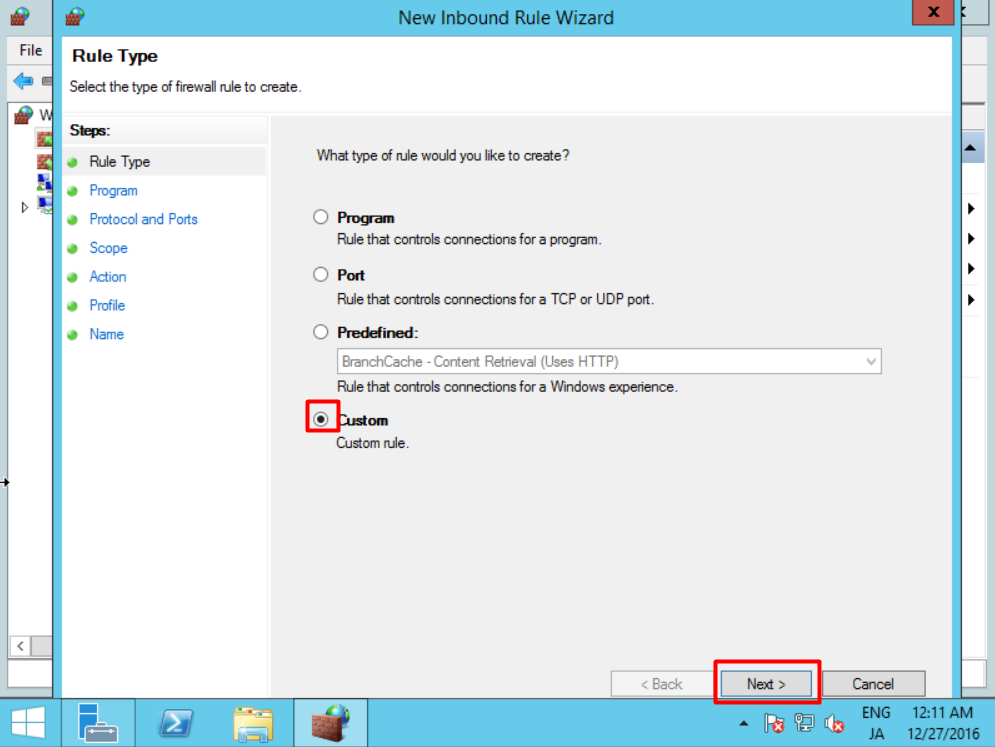 New Inbound Rule Wizard
x
File
Rule Type
Select the type of firewall rule to create.
W
Steps:
Rule Type
Program
Protocol and Ports
Scope
Action
Profile
Name
What type of rule would you like to create?
Program
Rule that controls connections for a program.
Port
Rule that controls connections for a TCP or UDP port.
Predefined:
BranchCache - Content Retrieval (Uses HTTP)
Rule that controls connections for a Windows experience.
Custom
Custom rule.
< Back
Next >
Cancel
ENG
12:11 AM
JA
12/27/2016